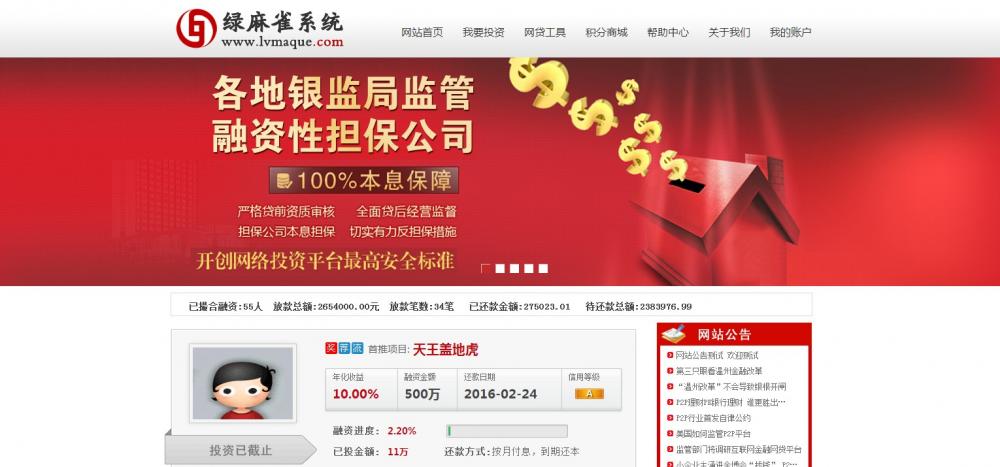 绿麻雀系统
www.lvmaque.com
网站首页 我要投资 网贷工具 积分商城 帮助中心 关于我们 我的账户
各地银监局监管
融资性担保公司
100%本息保障
严格贷前资质审核 全面贷后经营监督
担保公司本息担保 切实有力反担保措施
开创网络投资平台最高安全标准
已撮合融资:55人 放款总额:2654000.00元 放款笔数:34笔 已还款金额:275023.01 待还款总额:2383976.99
奖 荐 流 首推项目: 天王盖地虎
年化收益 融资金额 还款日期 信用等级
10.00% 500万 2016-02-24 A
融资进度: 2.20%
已投金额: 11万 还款方式:按月付息,到期还本
投资已截止
网站公告
网站公告测试 欢迎测试
第三只眼看温州金融改革
“温州改革”不会导致银根开闸
P2P理财PK银行理财 谁更胜出…
P2P行业首发自律公约
美国如何监管P2P平台
监管部门将调研互联网金融网贷平台